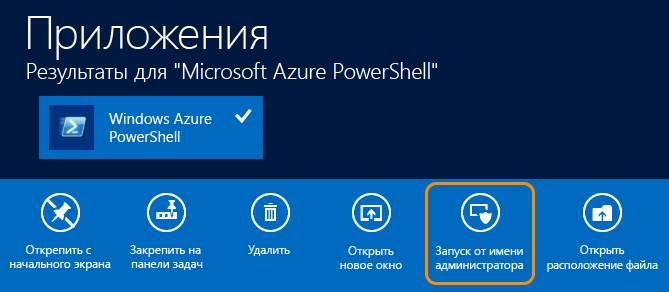 Приложения
Результаты для "Microsoft Azure PowerShell"
Windows Azure
PowerShell
Открепить с
начального экрана
Закрепить на
панели задач
Удалить
Открыть
новое окно
Запуск от имени
администратора
Открыть
расположение файла